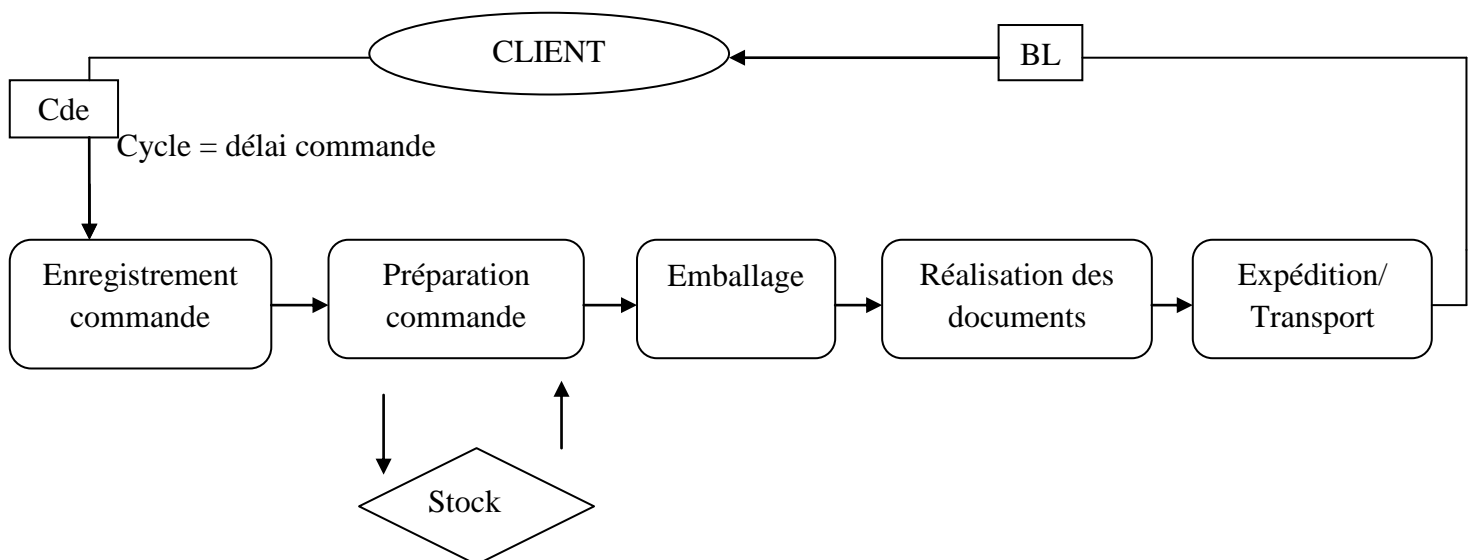 CLIENT
BL
Cde
Cycle = délai commande
Enregistrement
commande
Préparation
commande
Emballage
Réalisation des
documents
Expédition/
Transport
Stock